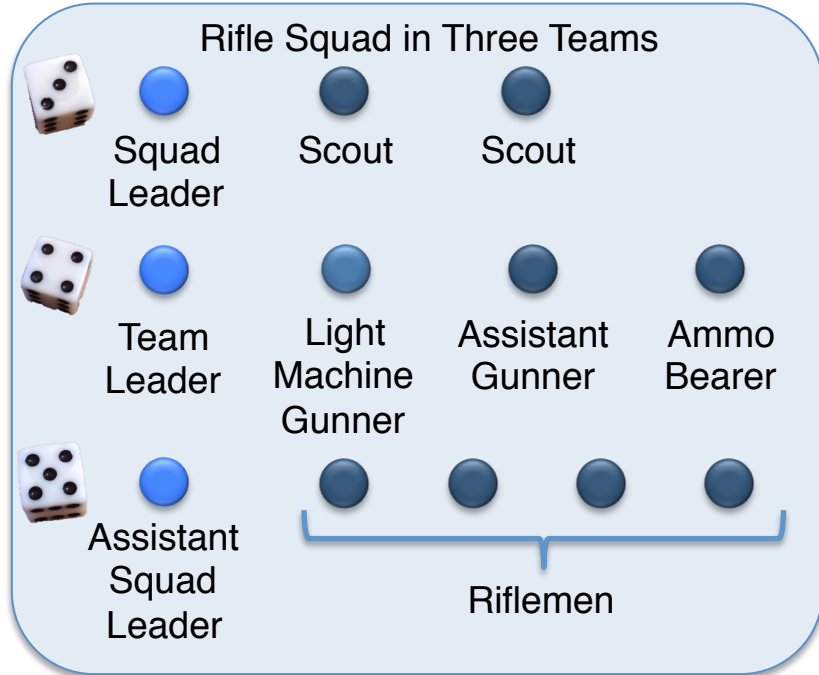 Rifle Squad in Three Teams
Squad
Leader
Scout
Scout
Team
Leader
Light
Machine
Gunner
Assistant
Gunner
Ammo
Bearer
Assistant
Squad
Leader
Riflemen